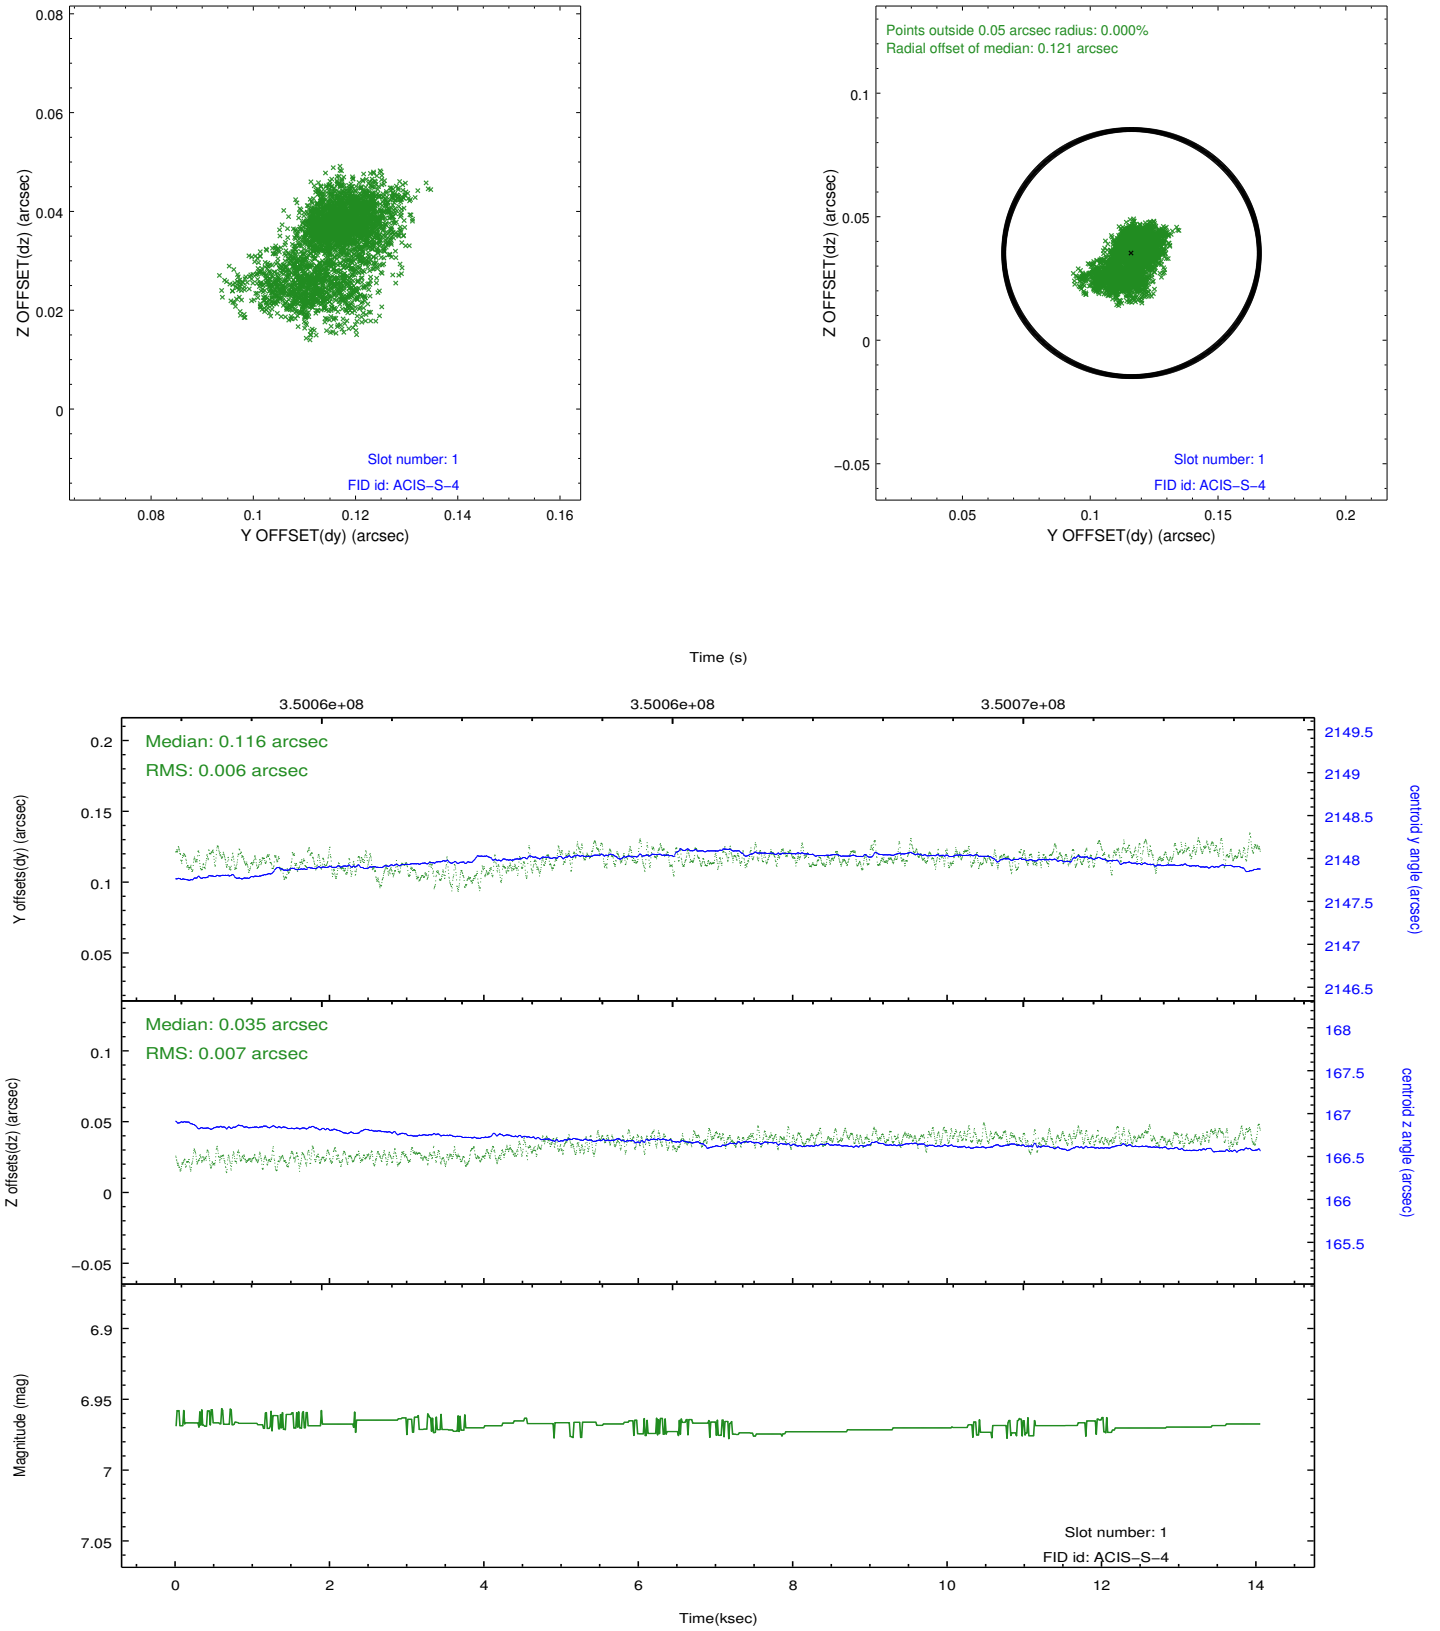 0.08
0.06
0.04
0.02
0
Z OFFSET(dz) (arcsec)
Slot number: 1
FID id: ACIS−S−4
0.08 0.1 0.12 0.14 0.16
Y OFFSET(dy) (arcsec)
Points outside 0.05 arcsec radius: 0.000%
Radial offset of median: 0.121 arcsec
0.1
0.05
0
−0.05
Z OFFSET(dz) (arcsec)
Slot number: 1
FID id: ACIS−S−4
0.05 0.1 0.15 0.2
Y OFFSET(dy) (arcsec)
Time (s)
3.5006e+08 3.5006e+08 3.5007e+08
Median: 0.116 arcsec
RMS: 0.006 arcsec
0.2
0.15
0.1
0.05
Y offsets(dy) (arcsec)
2149.5
2149
2148.5
2148
2147.5
2147
2146.5
centroid y angle (arcsec)
Median: 0.035 arcsec
RMS: 0.007 arcsec
0.1
0.05
0
−0.05
Z offsets(dz) (arcsec)
168
167.5
167
166.5
166
165.5
centroid z angle (arcsec)
6.9
6.95
7
7.05
Magnitude (mag)
Slot number: 1
FID id: ACIS−S−4
0 2 4 6 8 10 12 14
Time(ksec)